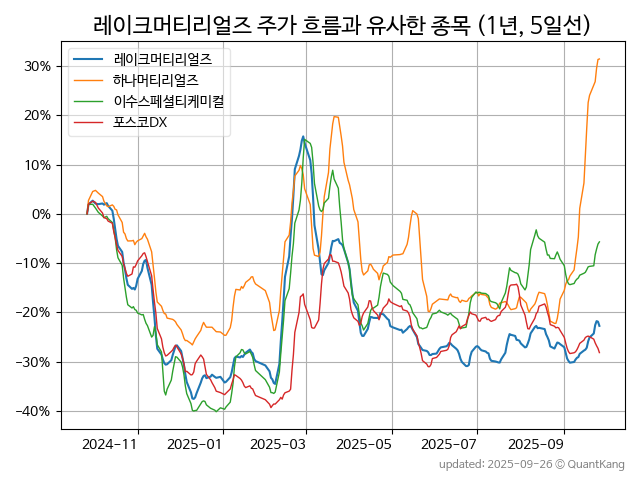 레이크머티리얼즈 주가 흐름과 유사한 종목 (1년, 5일선)
레이크머티리얼즈
하나머티리얼즈
이수스페셜티케미컬
포스코DX
30%
20%
10%
0%
−10%
−20%
−30%
−40%
2024-11
2025-01
2025-03
2025-05
2025-07
2025-09
updated: 2025-09-26 © QuantKang